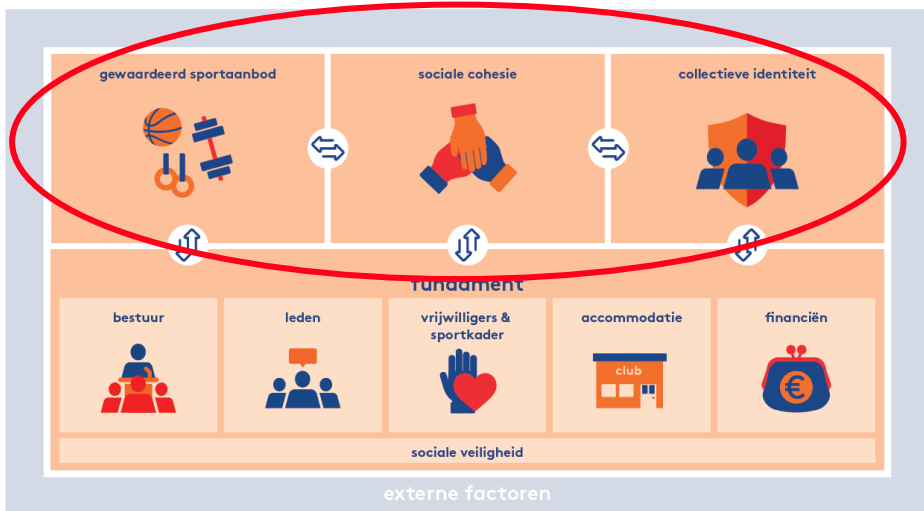 gewaardeerd sportaanbod
sociale cohesie
collectieve identiteit
fundament
bestuur
leden
vrijwilligers &
sportkader
accommodatie
financiën
club
€
sociale veiligheid
externe factoren